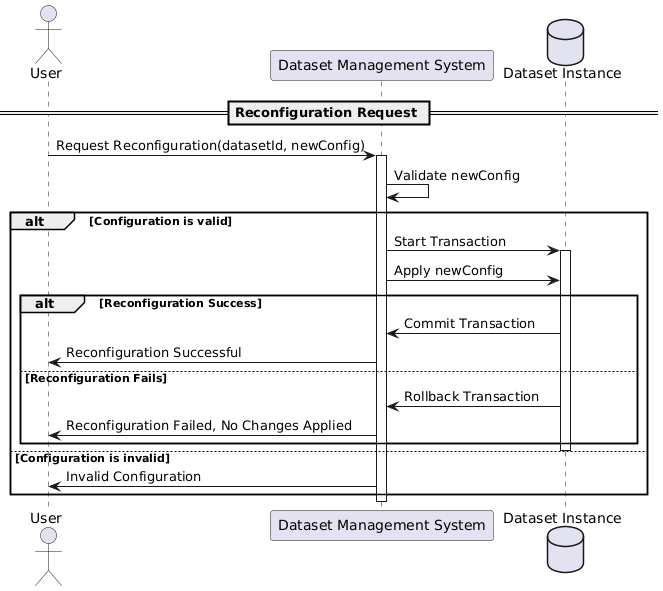 User
Dataset Management System
Dataset Instance
Reconfiguration Request
Request Reconfiguration(datasetId, newConfig)
Validate newConfig
alt [Configuration is valid]
Start Transaction
Apply newConfig
alt [Reconfiguration Success]
Commit Transaction
Reconfiguration Successful
[Reconfiguration Fails]
Rollback Transaction
Reconfiguration Failed, No Changes Applied
[Configuration is invalid]
Invalid Configuration
User
Dataset Management System
Dataset Instance